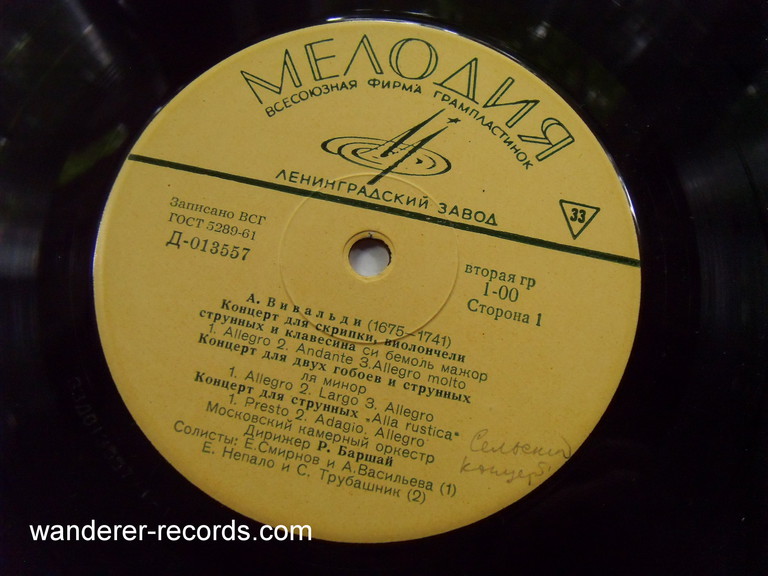 МЕЛОДИЯ
ВСЕСОЮЗНАЯ ФИРМА ГРАМПЛАСТИНОК
ЛЕНИНГРАДСКИЙ ЗАВОД
33
Записано ВСГ
ГОСТ 5289-61
Д-013557
вторая гр
1-00
Сторона 1
А. Вивальди (1675—1741)
Концерт для скрипки, виолончели
струнных и клавесина си бемоль мажор
1. Allegro 2. Andante 3. Allegro molto
Концерт для двух гобоев и струнных
ля минор
1. Allegro 2. Largo 3. Allegro
Концерт для струнных „Alla rustica"
1. Presto 2. Adagio. Allegro
Московский камерный оркестр
Дирижер Р. Баршай
Солисты: Е. Смирнов и А. Васильева (1)
Е. Непало и С. Трубашник (2)
Сельский
концерт
wanderer-records.com